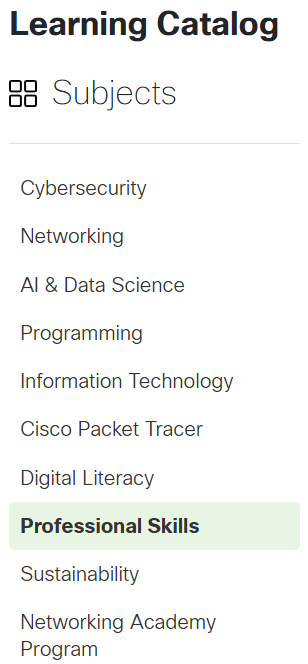 Learning Catalog
Subjects
Cybersecurity
Networking
AI & Data Science
Programming
Information Technology
Cisco Packet Tracer
Digital Literacy
Professional Skills
Sustainability
Networking Academy
Program